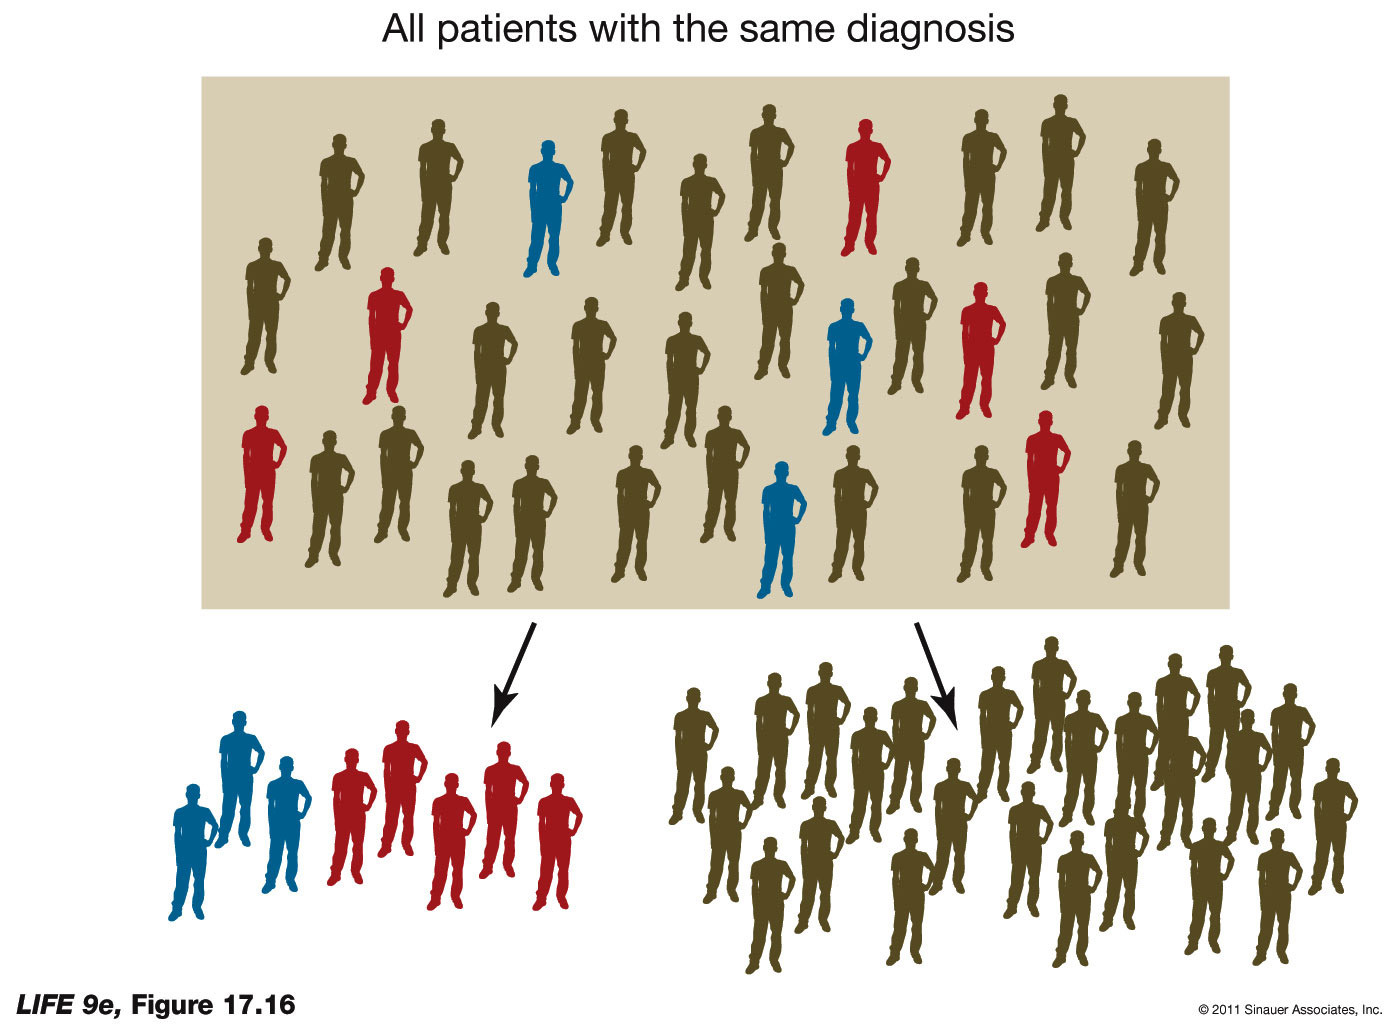 All patients with the same diagnosis
LIFE 9e, Figure 17.16
© 2011 Sinauer Associates, Inc.